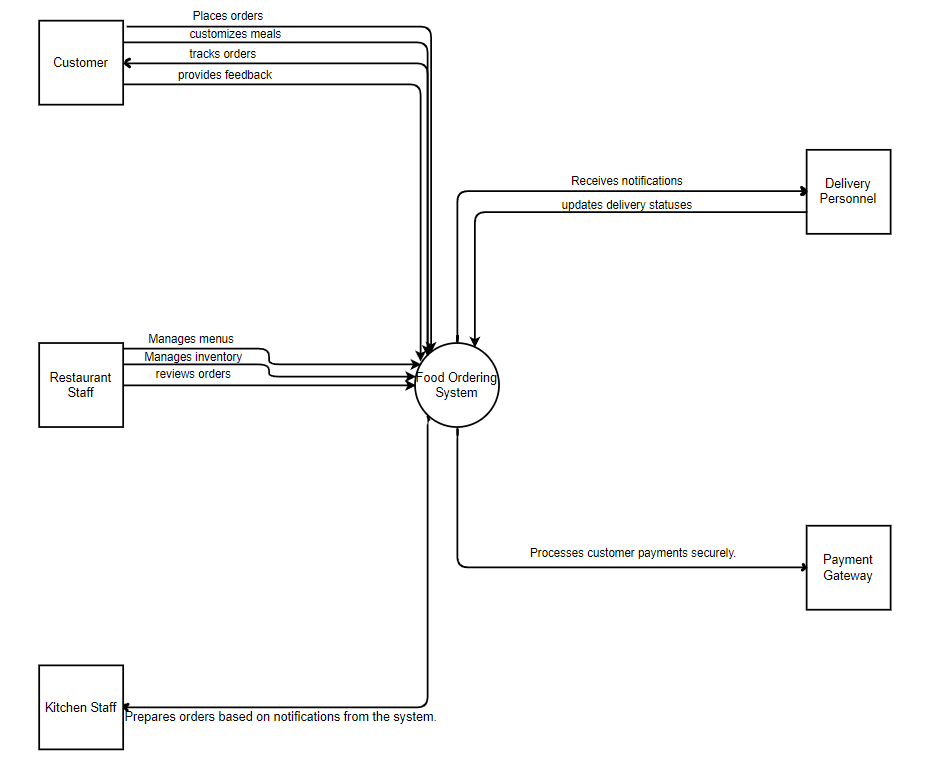 Places orders
customizes meals
Customer
tracks orders
provides feedback
Receives notifications
Delivery
Personnel
updates delivery statuses
Manages menus
Manages inventory
reviews orders
Restaurant
Staff
Food Ordering
System
Processes customer payments securely.
Payment
Gateway
Kitchen Staff
Prepares orders based on notifications from the system.